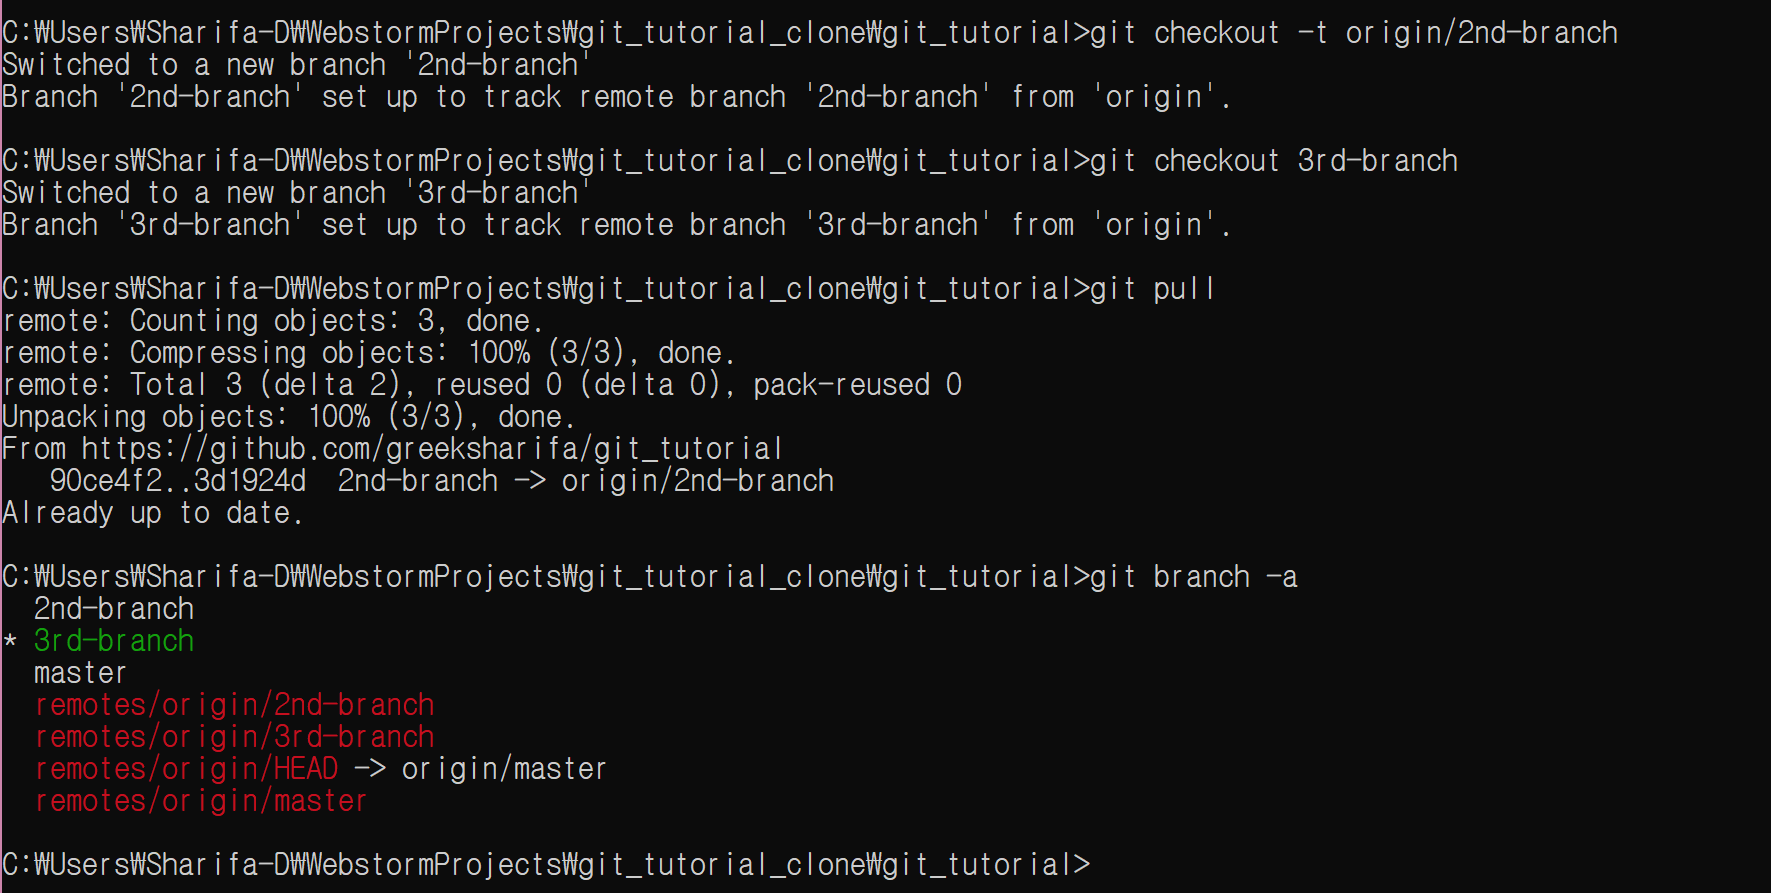 C:₩Users₩Sharifa-D₩WebstormProjects₩git_tutorial_clone₩git_tutorial>git checkout -t origin/2nd-branch
Switched to a new branch '2nd-branch'
Branch '2nd-branch' set up to track remote branch '2nd-branch' from 'origin'.
C:₩Users₩Sharifa-D₩WebstormProjects₩git_tutorial_clone₩git_tutorial>git checkout 3rd-branch
Switched to a new branch '3rd-branch'
Branch '3rd-branch' set up to track remote branch '3rd-branch' from 'origin'.
C:₩Users₩Sharifa-D₩WebstormProjects₩git_tutorial_clone₩git_tutorial>git pull
remote: Counting objects: 3, done.
remote: Compressing objects: 100% (3/3), done.
remote: Total 3 (delta 2), reused 0 (delta 0), pack-reused 0
Unpacking objects: 100% (3/3), done.
From https://github.com/greeksharifa/git_tutorial
   90ce4f2..3d1924d  2nd-branch -> origin/2nd-branch
Already up to date.
C:₩Users₩Sharifa-D₩WebstormProjects₩git_tutorial_clone₩git_tutorial>git branch -a
  2nd-branch
* 3rd-branch
  master
  remotes/origin/2nd-branch
  remotes/origin/3rd-branch
  remotes/origin/HEAD -> origin/master
  remotes/origin/master
C:₩Users₩Sharifa-D₩WebstormProjects₩git_tutorial_clone₩git_tutorial>